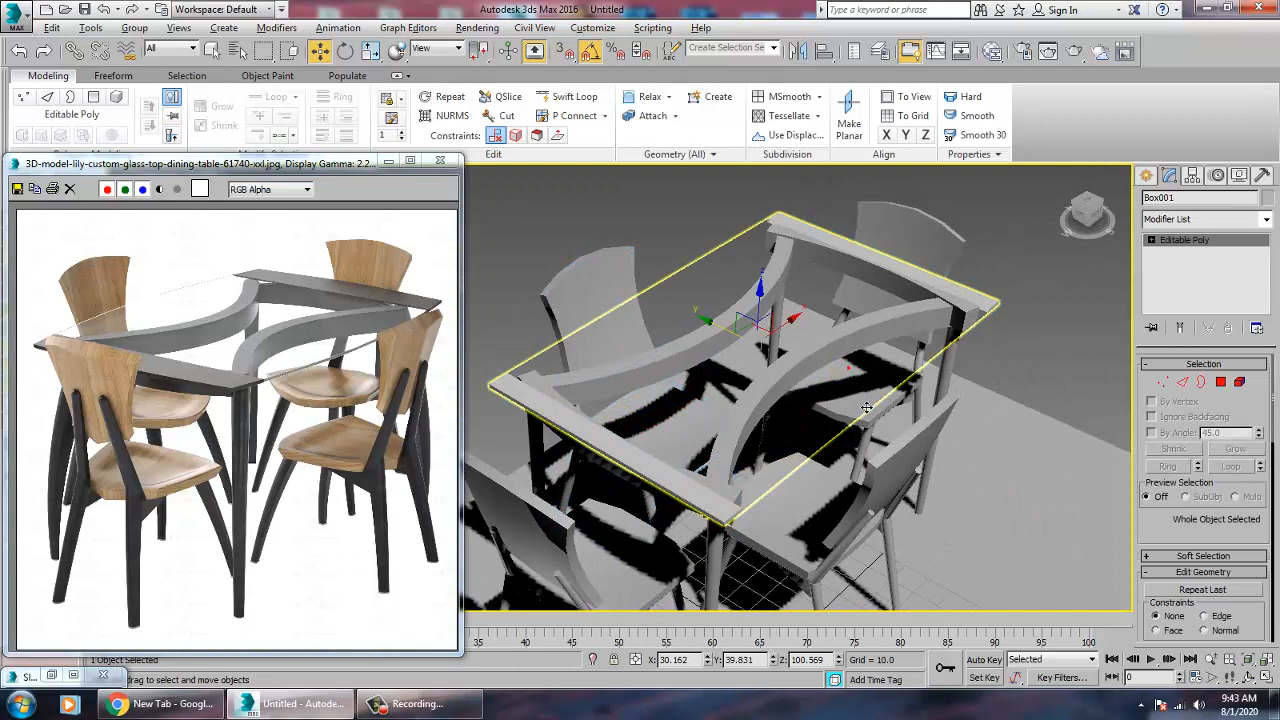 Workspace: Default
Autodesk 3ds Max 2016
Untitled
Type a keyword or phrase
Sign In
MAX
Edit
Tools
Group
Views
Create
Modifiers
Animation
Graph Editors
Rendering
Civil View
Customize
Scripting
Help
All
View
Create Selection Se
Modeling
Freeform
Selection
Object Paint
Populate
Editable Poly
Grow
Shrink
Loop
Ring
Repeat
QSlice
Swift Loop
NURMS
Cut
P Connect
Constraints:
Edit
Relax
Create
Attach
Geometry (All)
MSmooth
Tessellate
Use Displac...
Subdivision
Make
Planar
To View
To Grid
X
Y
Z
Align
Hard
Smooth
Smooth 30
Properties
3D-model-lily-custom-glass-top-dining-table-61740-xxl.jpg, Display Gamma: 2.2...
RGB Alpha
Box001
Modifier List
Editable Poly
Selection
By Vertex
Ignore Backfacing
By Angle:
45.0
Shrink
Grow
Ring
Loop
Preview Selection
Off
SubObj
Multi
Whole Object Selected
Soft Selection
Edit Geometry
Repeat Last
Constraints
None
Edge
Face
Normal
z
y
x
35
40
45
50
55
60
65
70
75
80
85
90
95
100
1 Object Selected
X: 30.162
Y: 39.831
Z: 100.569
Grid = 10.0
Auto Key
Selected
drag to select and move objects
Add Time Tag
Set Key
Key Filters...
0
New Tab - Googl...
Untitled - Autode...
Recording...
9:43 AM
8/1/2020